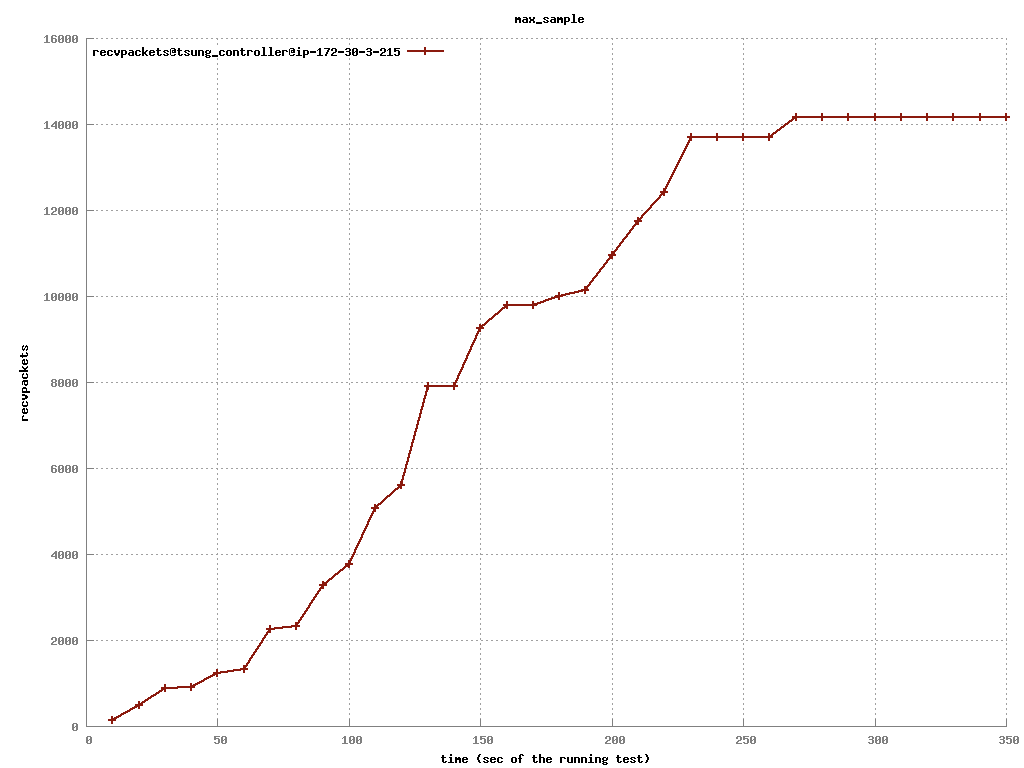 max_sample
recvpackets@tsung_controller@ip-172-30-3-215
16000
14000
12000
10000
8000
6000
4000
2000
0
recvpackets
0 50 100 150 200 250 300 350
time (sec of the running test)